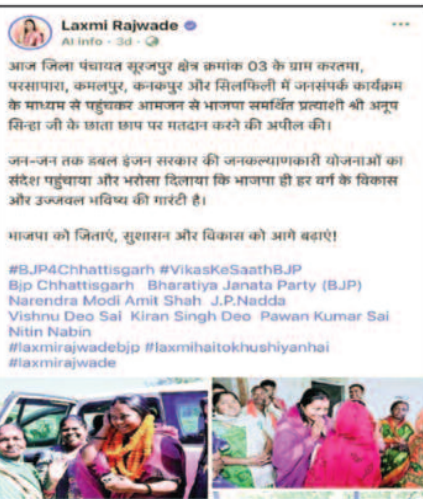 Laxmi Rajwade
AI info · 3d ·
आज जिला पंचायत सूरजपुर क्षेत्र क्रमांक 03 के ग्राम करतमा,
परसापारा, कमलपुर, कनकपुर और सिलफिली में जनसंपर्क कार्यक्रम
के माध्यम से पहुंचकर आमजन से भाजपा समर्थित प्रत्याशी श्री अनूप
सिन्हा जी के छाता छाप पर मतदान करने की अपील की।
जन-जन तक डबल इंजन सरकार की जनकल्याणकारी योजनाओं का
संदेश पहुंचाया और भरोसा दिलाया कि भाजपा ही हर वर्ग के विकास
और उज्जवल भविष्य की गारंटी है।
भाजपा को जिताएं, सुशासन और विकास को आगे बढ़ाएं!
#BJP4Chhattisgarh #VikasKeSaathBJP
Bjp Chhattisgarh Bharatiya Janata Party (BJP)
Narendra Modi Amit Shah J.P.Nadda
Vishnu Deo Sai Kiran Singh Deo Pawan Kumar Sai
Nitin Nabin
#laxmirajwadebjp #laxmihaitokhushiyanhai
#laxmirajwade